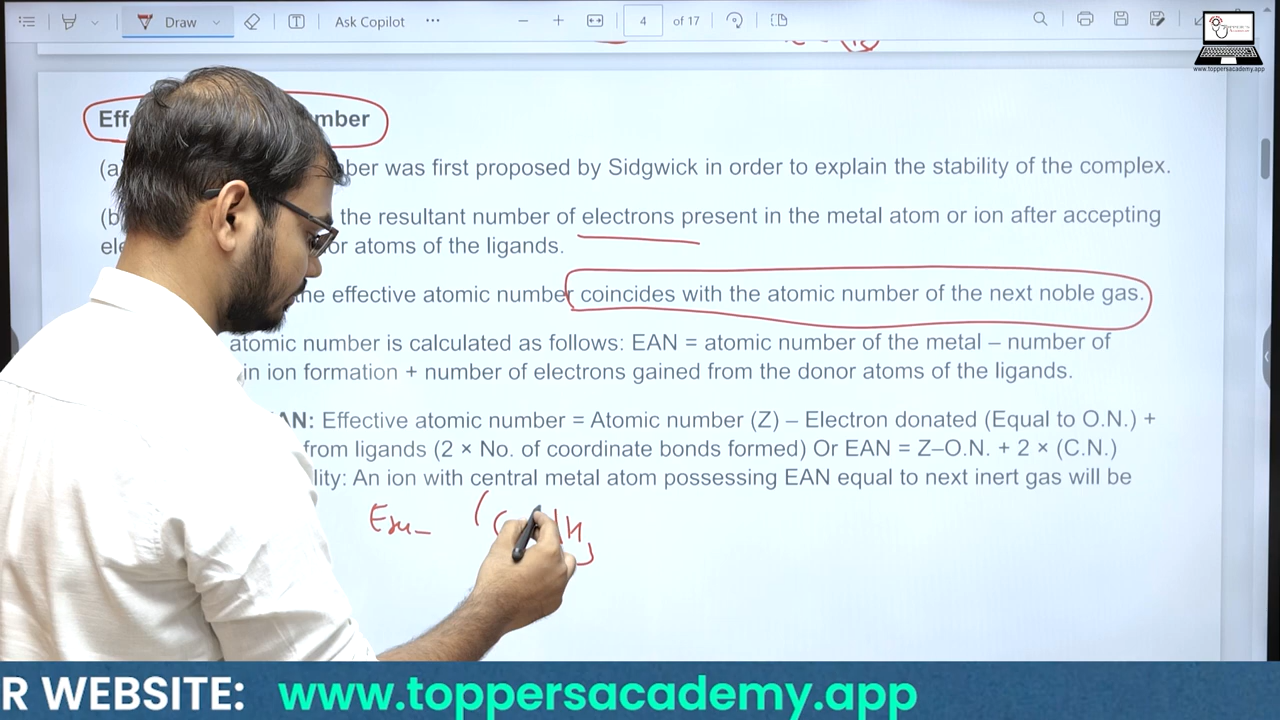 Draw
Ask Copilot
4 of 17
www.toppersacademy.app
mber
was first proposed by Sidgwick in order to explain the stability of the complex.
the resultant number of electrons present in the metal atom or ion after accepting
atoms of the ligands.
effective atomic number coincides with the atomic number of the next noble gas.
atomic number is calculated as follows: EAN = atomic number of the metal – number of
in ion formation + number of electrons gained from the donor atoms of the ligands.
AN: Effective atomic number = Atomic number (Z) – Electron donated (Equal to O.N.) +
from ligands (2 × No. of coordinate bonds formed) Or EAN = Z–O.N. + 2 × (C.N.)
lity: An ion with central metal atom possessing EAN equal to next inert gas will be
R WEBSITE: www.toppersacademy.app